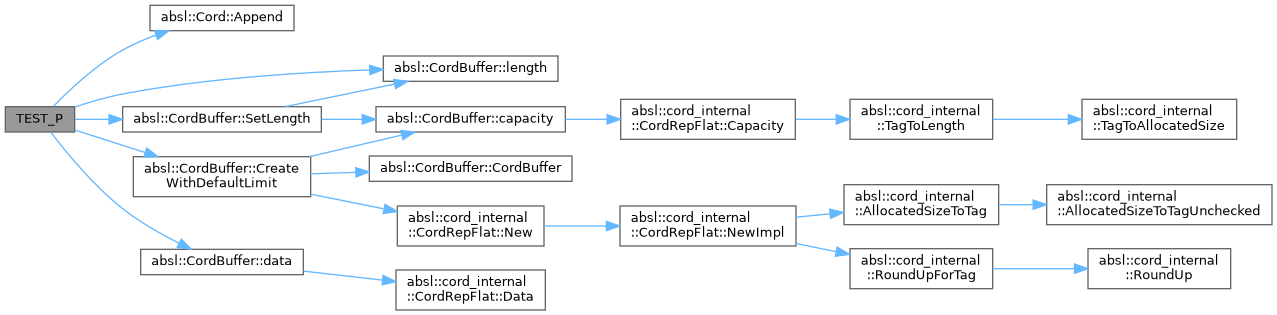 absl::Cord::Append
absl::CordBuffer::length
TEST_P
absl::CordBuffer::SetLength
absl::CordBuffer::capacity
absl::cord_internal
::CordRepFlat::Capacity
absl::cord_internal
::TagToLength
absl::cord_internal
::TagToAllocatedSize
absl::CordBuffer::Create
WithDefaultLimit
absl::CordBuffer::CordBuffer
absl::cord_internal
::CordRepFlat::New
absl::cord_internal
::CordRepFlat::NewImpl
absl::cord_internal
::AllocatedSizeToTag
absl::cord_internal
::AllocatedSizeToTagUnchecked
absl::CordBuffer::data
absl::cord_internal
::CordRepFlat::Data
absl::cord_internal
::RoundUpForTag
absl::cord_internal
::RoundUp